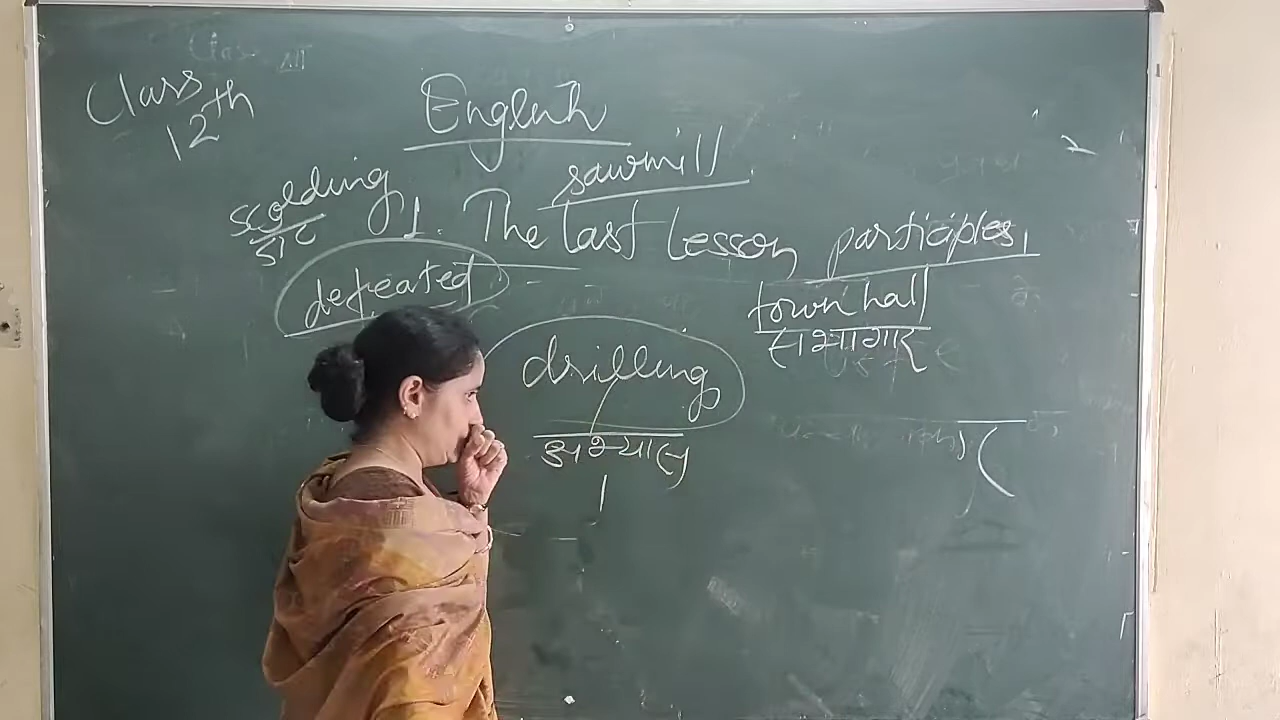 Class
12th
English
scolding
डांट
sawmill
1. The Last Lesson
participles,
defeated
town hall
सभागार
drilling
अभ्यास